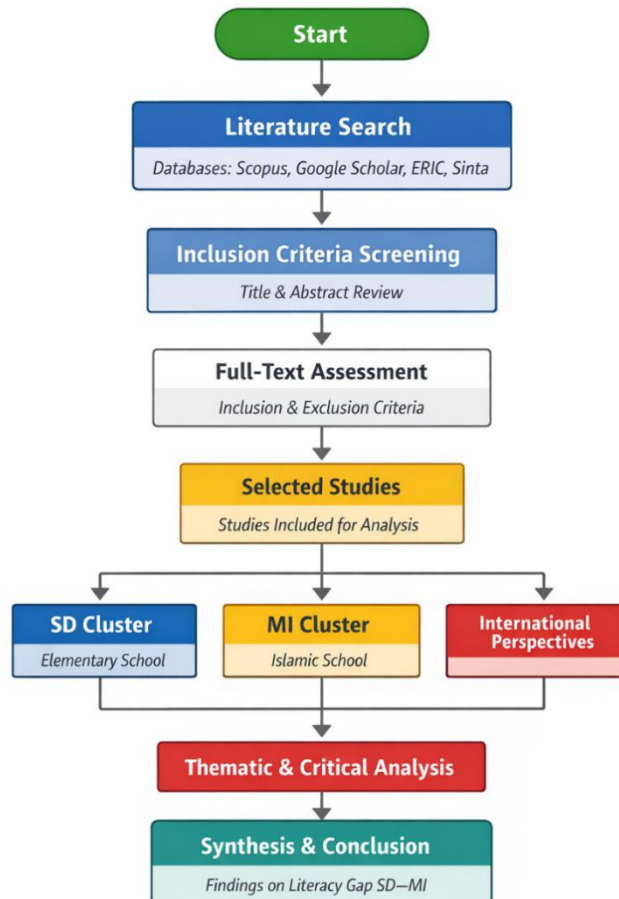 Start
Literature Search
Databases: Scopus, Google Scholar, ERIC, Sinta
Inclusion Criteria Screening
Title & Abstract Review
Full-Text Assessment
Inclusion & Exclusion Criteria
Selected Studies
Studies Included for Analysis
SD Cluster
Elementary School
MI Cluster
Islamic School
International
Perspectives
Thematic & Critical Analysis
Synthesis & Conclusion
Findings on Literacy Gap SD—MI